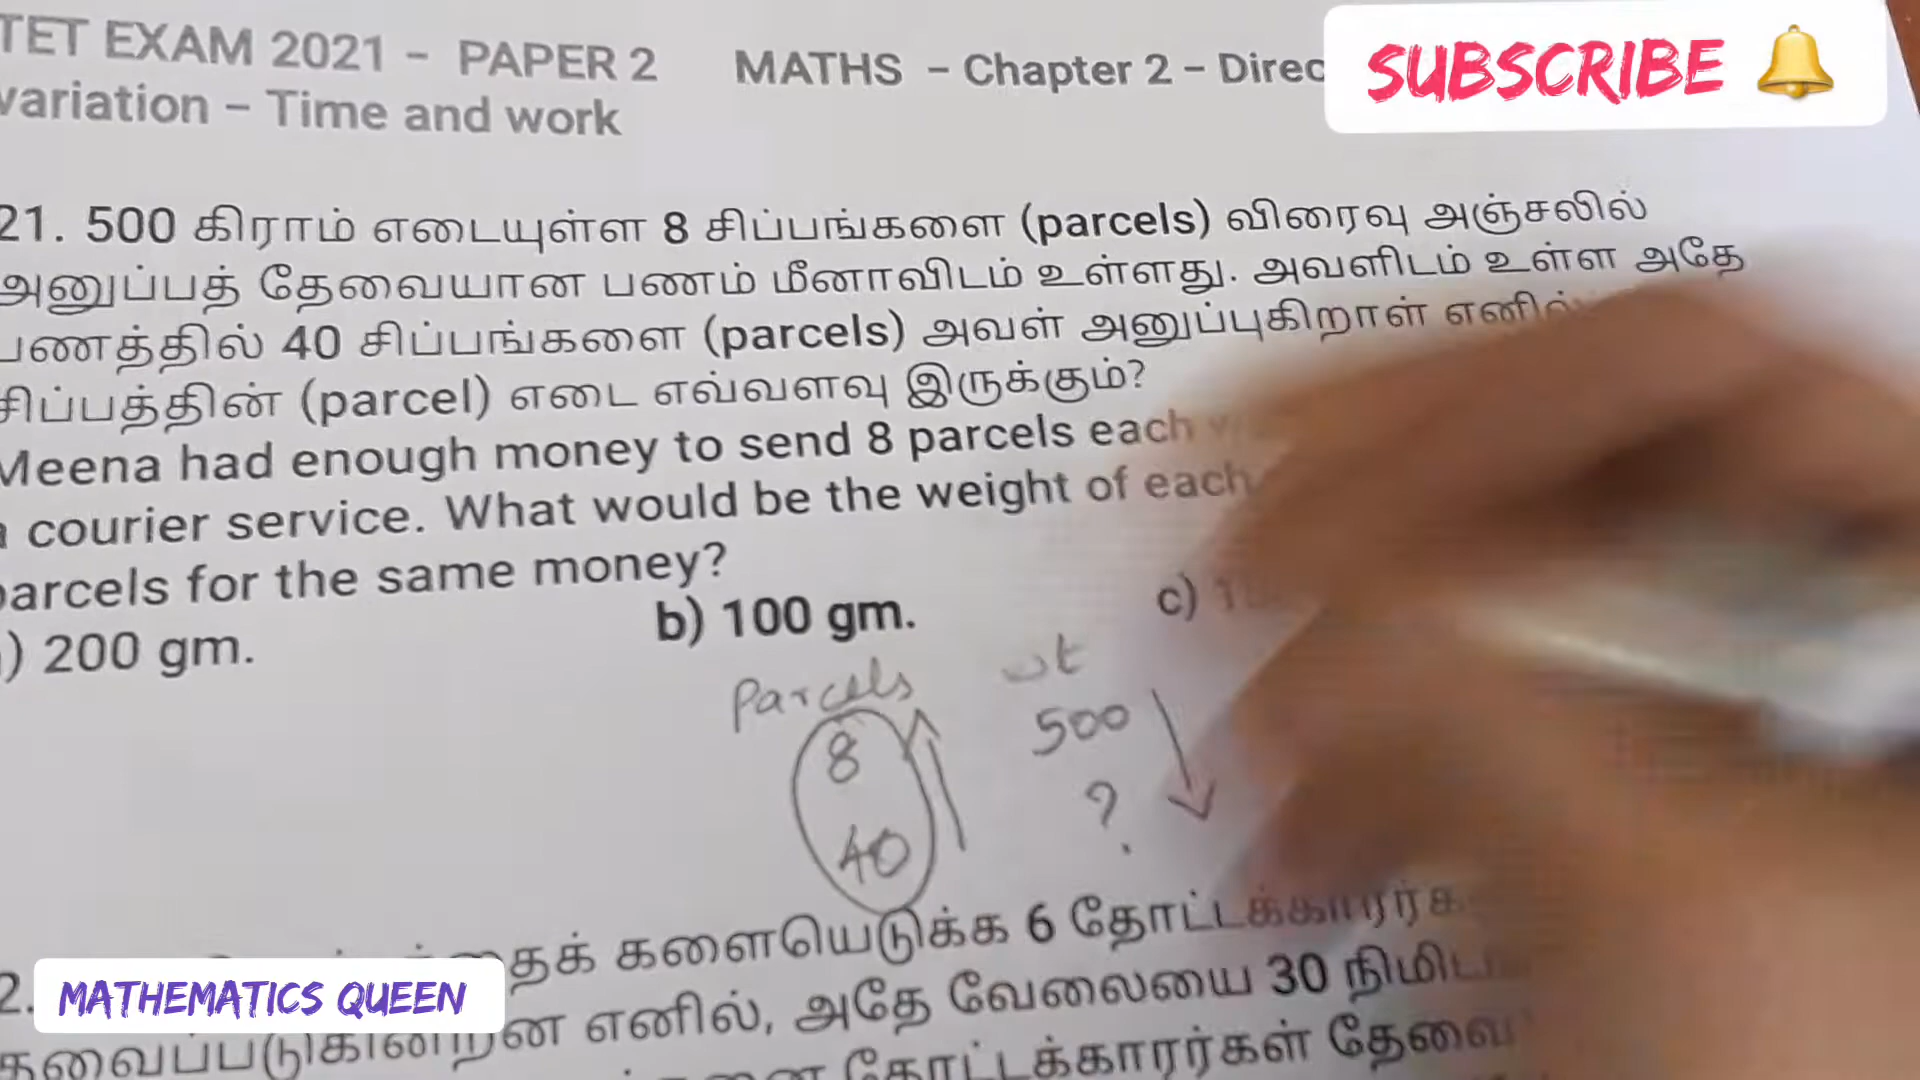 TET EXAM 2021 - PAPER 2 MATHS - Chapter 2 - Direc
SUBSCRIBE
variation - Time and work
21. 500 கிராம் எடையுள்ள 8 சிப்பங்களை (parcels) விரைவு அஞ்சலில்
அனுப்பத் தேவையான பணம் மீனாவிடம் உள்ளது. அவளிடம் உள்ள அதே
பணத்தில் 40 சிப்பங்களை (parcels) அவள் அனுப்புகிறாள் எனில்
சிப்பத்தின் (parcel) எடை எவ்வளவு இருக்கும்?
Meena had enough money to send 8 parcels each
a courier service. What would be the weight of each
parcels for the same money?
) 200 gm. b) 100 gm. c)
Parcels wt
8 500
40 ?
2. களையெடுக்க 6
MATHEMATICS QUEEN
எனில், அதே வேலையை 30
தேவை